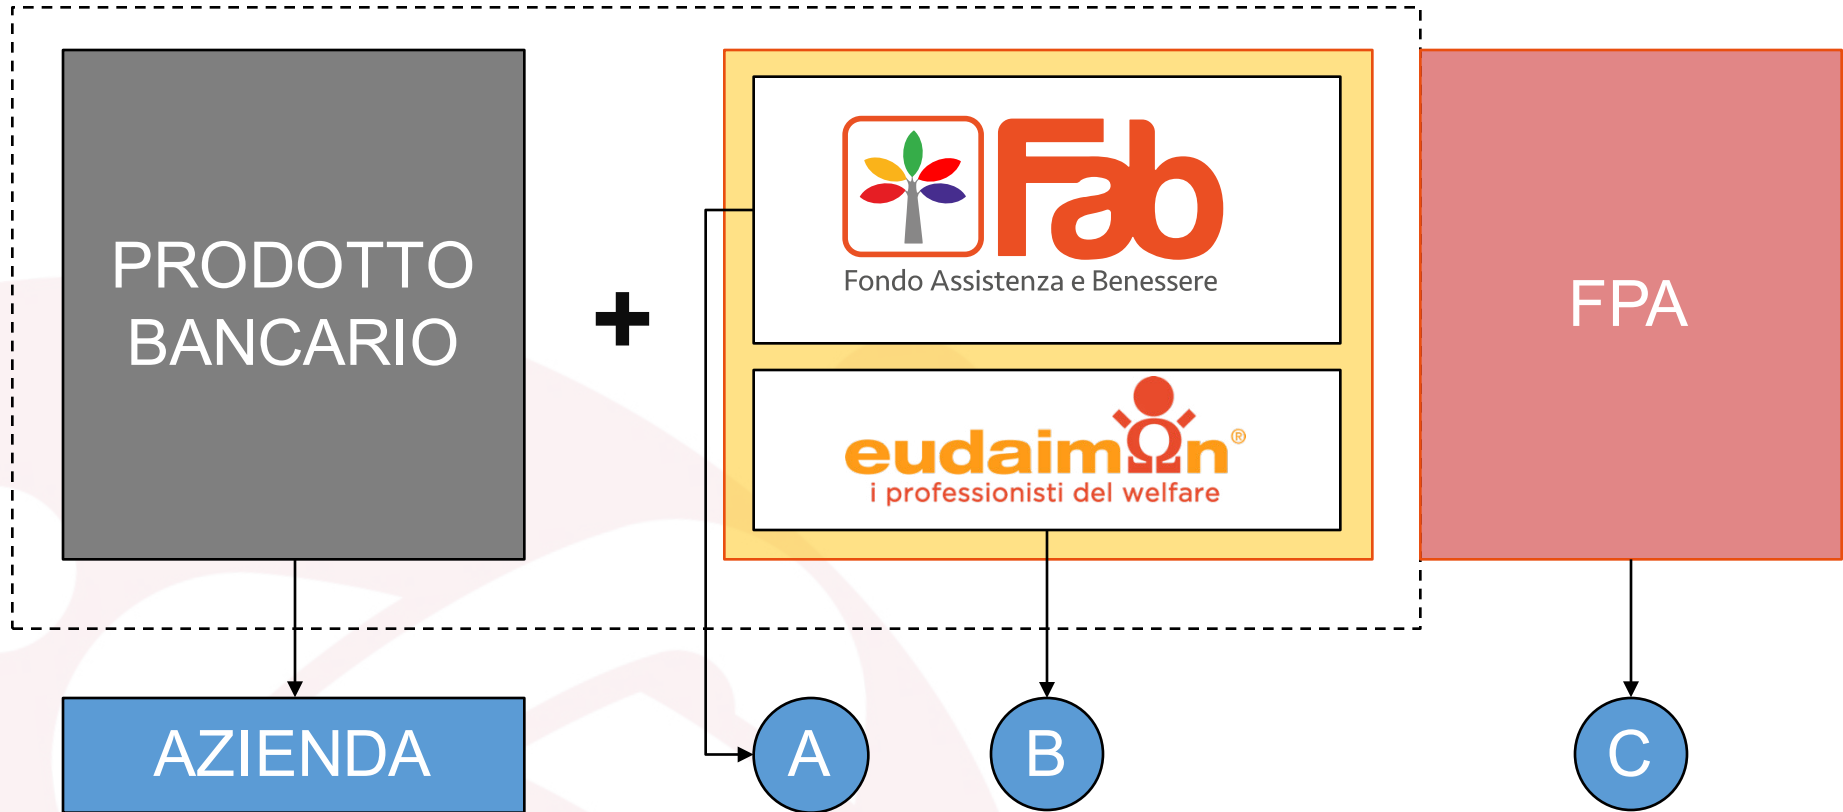 PRODOTTO
BANCARIO
+
Fab
Fondo Assistenza e Benessere
eudaimon®
i professionisti del welfare
FPA
AZIENDA
A
B
C